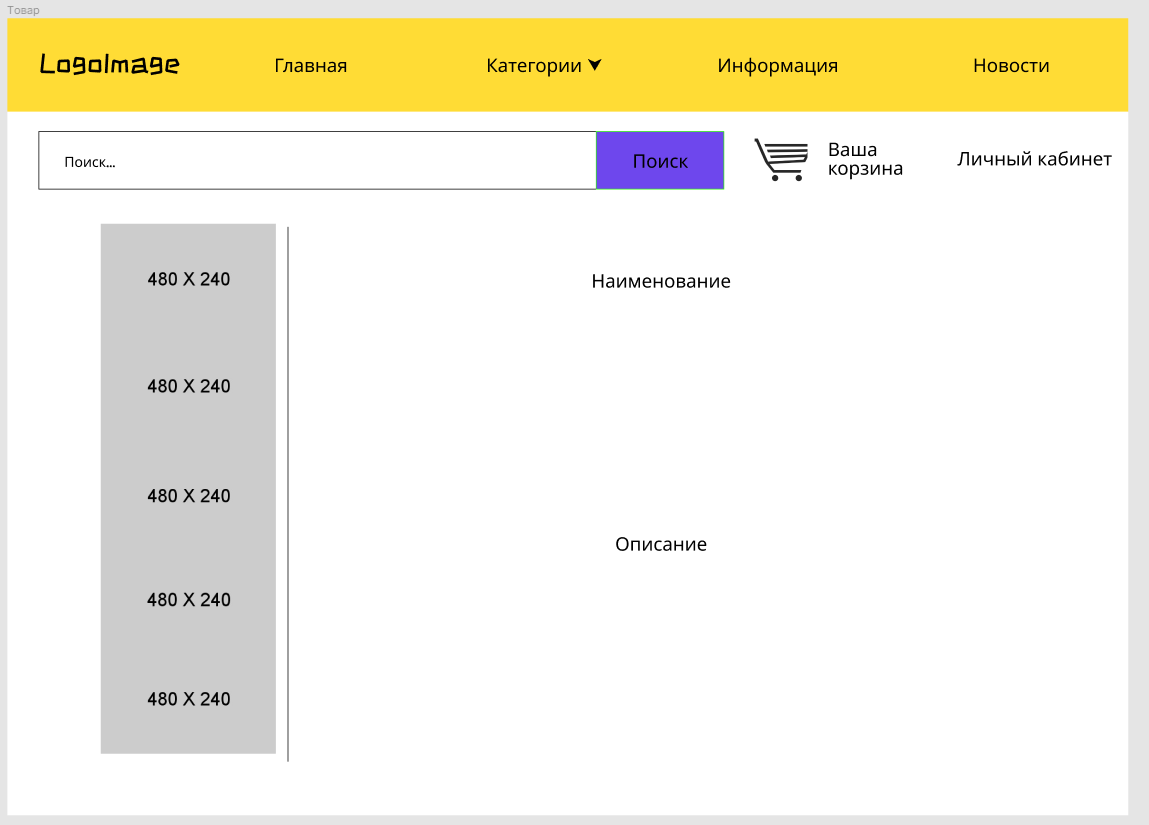 Товар
LogoImage
Главная
Категории
Информация
Новости
Поиск...
Поиск
Ваша
корзина
Личный кабинет
480 X 240
480 X 240
480 X 240
480 X 240
480 X 240
Наименование
Описание